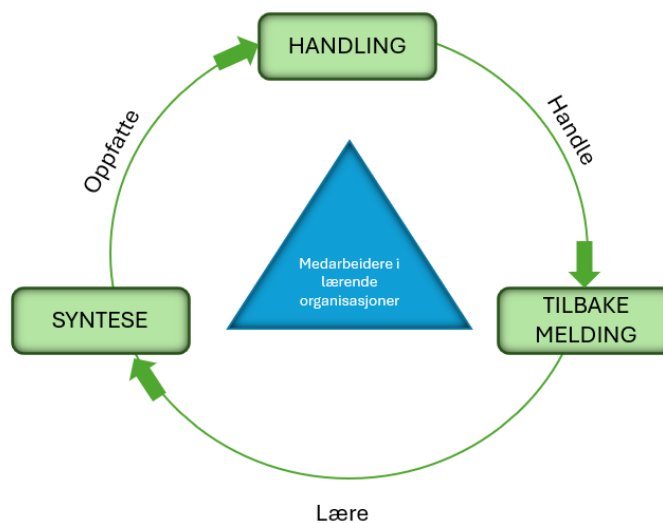 HANDLING
Oppfatte
Handle
Medarbeidere i
lærende
organisasjoner
SYNTESE
TILBAKE
MELDING
Lære